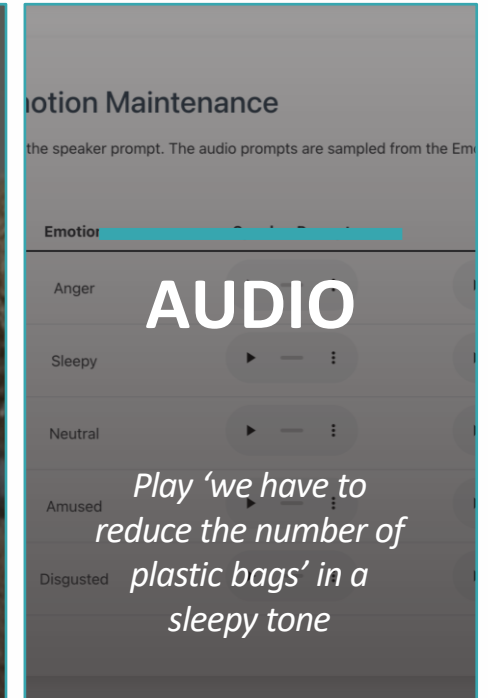 otion Maintenance
the speaker prompt. The audio prompts are sampled from the Emo
Emotion
AUDIO
Anger
Sleepy
Neutral
Amused
Disgusted
Play ‘we have to
reduce the number of
plastic bags’ in a
sleepy tone